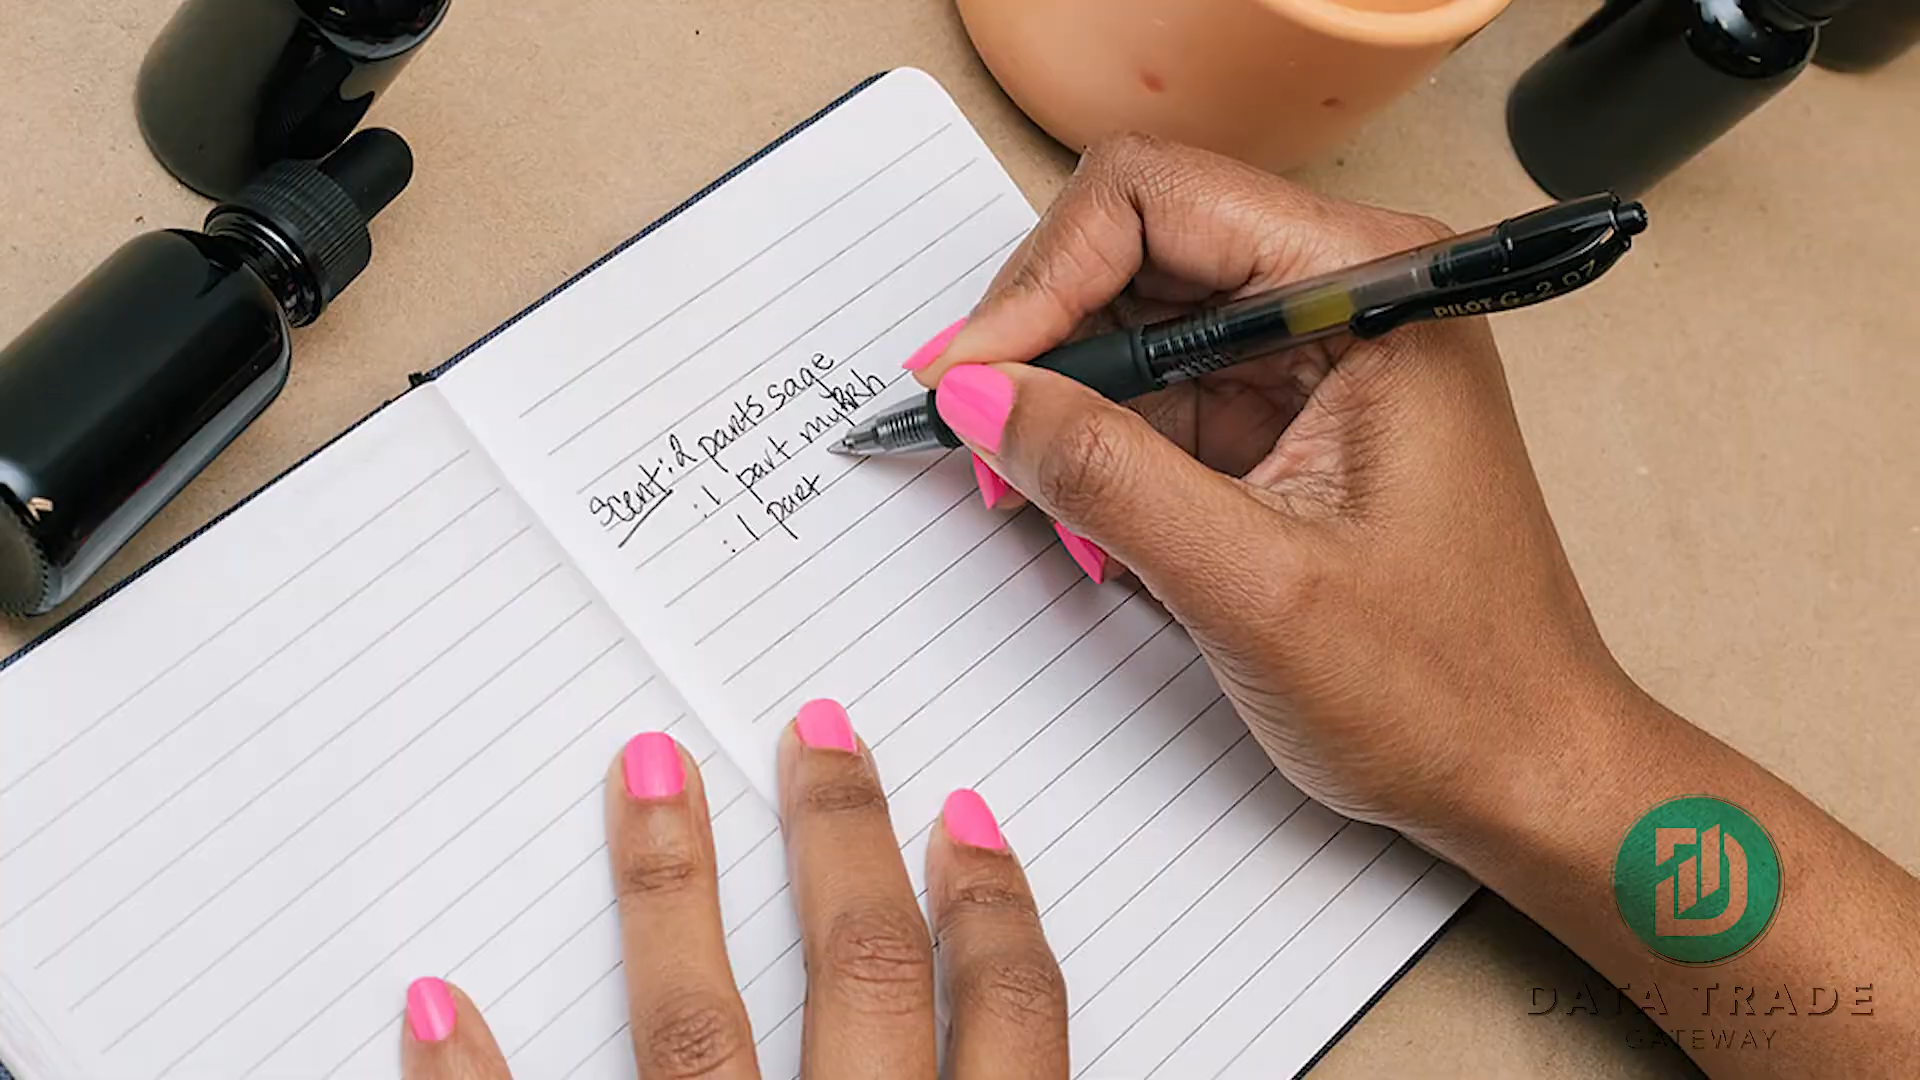 Scent: 2 parts sage
: 1 part myRRh
: 1 part
PILOT G-2 07
DATA TRADE
GATEWAY